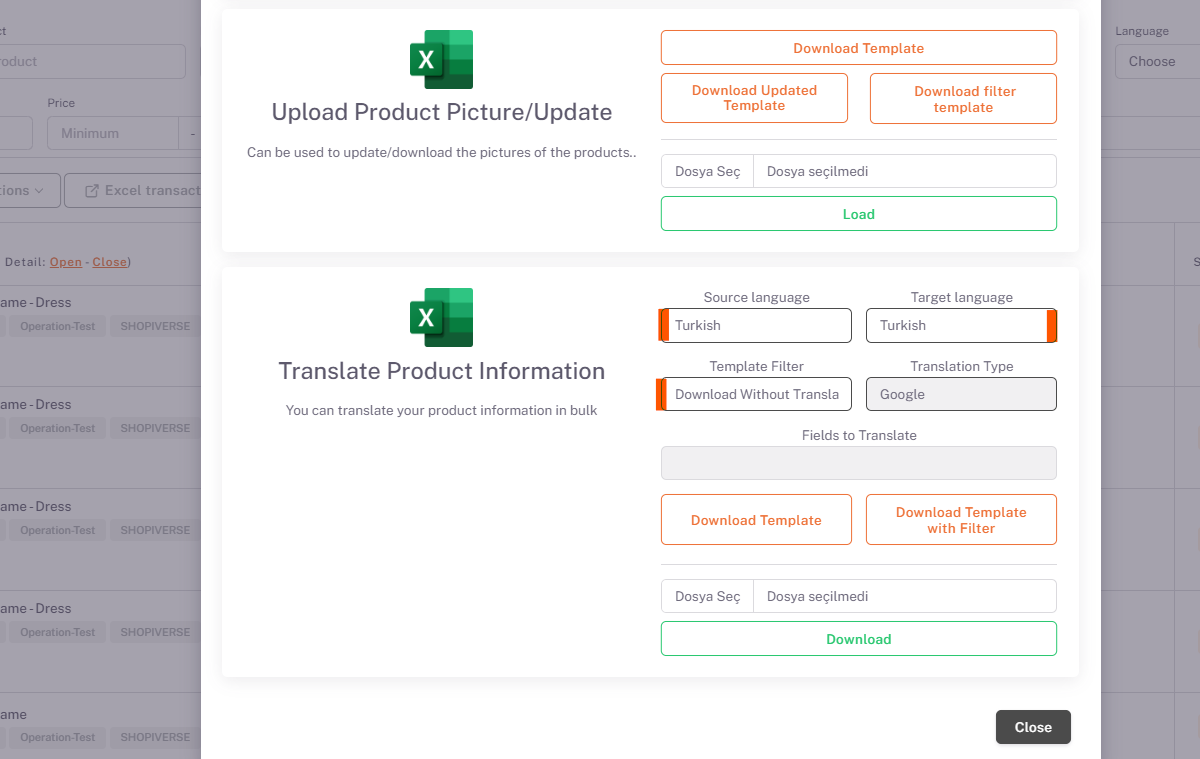 ct
Language
roduct
Choose
Price
Minimum
-
ions
Excel transact
Detail: Open - Close)
S
ame - Dress
Operation-Test SHOPIVERSE
ame - Dress
Operation-Test SHOPIVERSE
ame - Dress
Operation-Test SHOPIVERSE
ame - Dress
Operation-Test SHOPIVERSE
ame
Operation-Test SHOPIVERSE
X
Upload Product Picture/Update
Can be used to update/download the pictures of the products..
Download Template
Download Updated
Template
Download filter
template
Dosya Seç Dosya seçilmedi
Load
X
Translate Product Information
You can translate your product information in bulk
Source language Target language
Turkish Turkish
Template Filter Translation Type
Download Without Transla Google
Fields to Translate
Download Template
Download Template
with Filter
Dosya Seç Dosya seçilmedi
Download
Close